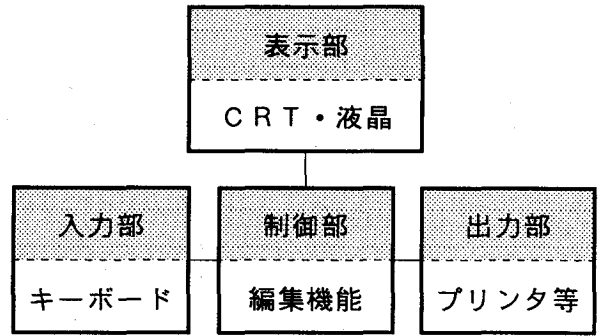 表示部
CRT・液晶
入力部
制御部
出力部
キーボード
編集機能
プリンタ等